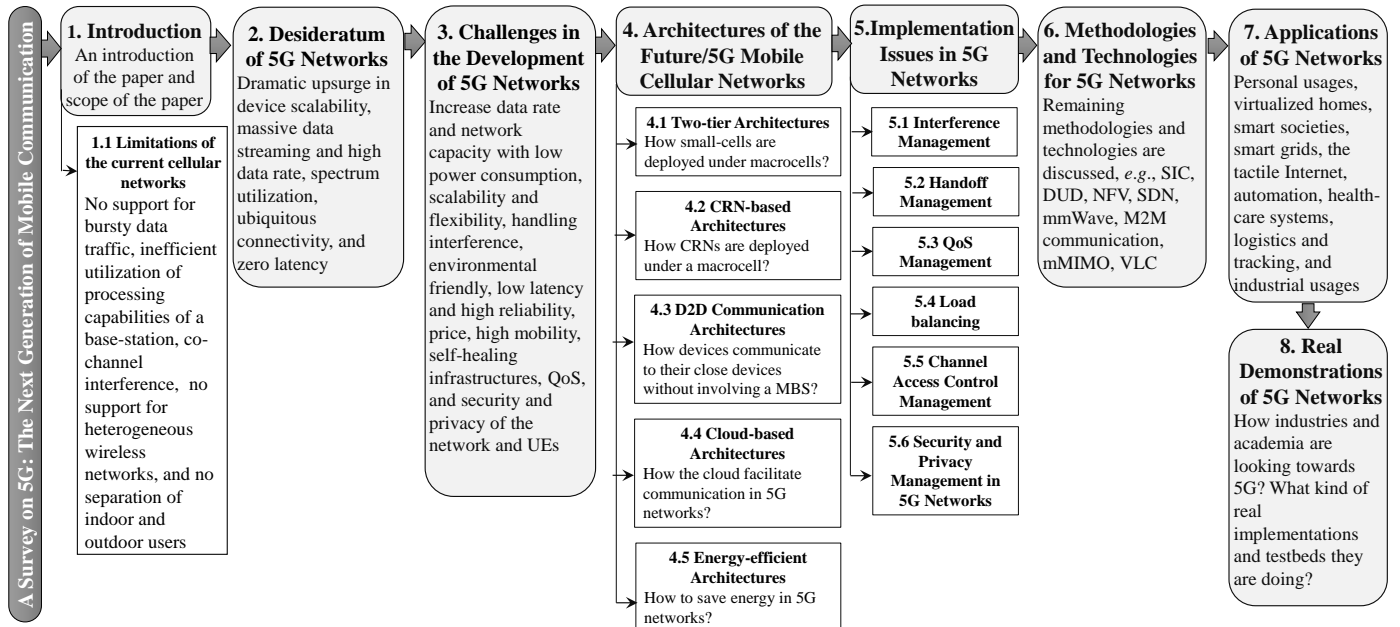 A Survey on 5G: The Next Generation of Mobile Communication
1. Introduction
An introduction
of the paper and
scope of the paper
1.1 Limitations of
the current cellular
networks
No support for
bursty data
traffic, inefficient
utilization of
processing
capabilities of a
base-station, co-
channel
interference, no
support for
heterogeneous
wireless
networks, and no
separation of
indoor and
outdoor users
2. Desideratum
of 5G Networks
Dramatic upsurge in
device scalability,
massive data
streaming and high
data rate, spectrum
utilization,
ubiquitous
connectivity, and
zero latency
3. Challenges in
the Development
of 5G Networks
Increase data rate
and network
capacity with low
power consumption,
scalability and
flexibility, handling
interference,
environmental
friendly, low latency
and high reliability,
price, high mobility,
self-healing
infrastructures, QoS,
and security and
privacy of the
network and UEs
4. Architectures of the
Future/5G Mobile
Cellular Networks
4.1 Two-tier Architectures
How small-cells are
deployed under macrocells?
4.2 CRN-based
Architectures
How CRNs are deployed
under a macrocell?
4.3 D2D Communication
Architectures
How devices communicate
to their close devices
without involving a MBS?
4.4 Cloud-based
Architectures
How the cloud facilitate
communication in 5G
networks?
4.5 Energy-efficient
Architectures
How to save energy in 5G
networks?
5.Implementation
Issues in 5G
Networks
5.1 Interference
Management
5.2 Handoff
Management
5.3 QoS
Management
5.4 Load
balancing
5.5 Channel
Access Control
Management
5.6 Security and
Privacy
Management in
5G Networks
6. Methodologies
and Technologies
for 5G Networks
Remaining
methodologies and
technologies are
discussed, e.g., SIC,
DUD, NFV, SDN,
mmWave, M2M
communication,
mMIMO, VLC
7. Applications
of 5G Networks
Personal usages,
virtualized homes,
smart societies,
smart grids, the
tactile Internet,
automation, health-
care systems,
logistics and
tracking, and
industrial usages
8. Real
Demonstrations
of 5G Networks
How industries and
academia are
looking towards
5G? What kind of
real
implementations
and testbeds they
are doing?